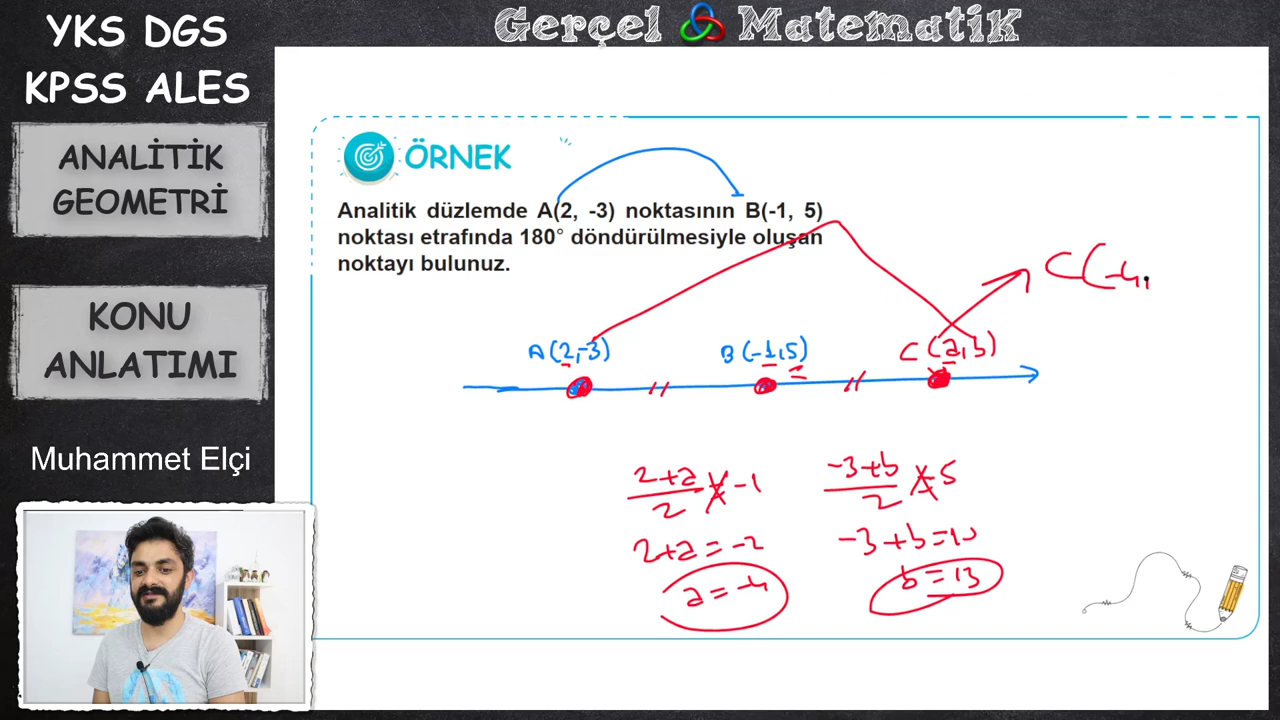 Gerçel Matematik
YKS DGS
KPSS ALES
ANALİTİK
GEOMETRİ
KONU
ANLATIMI
Muhammet Elçi
ÖRNEK
Analitik düzlemde A(2, -3) noktasının B(-1, 5)
noktası etrafında 180° döndürülmesiyle oluşan
noktayı bulunuz.
C(-4,
A(2,-3) B(-1,5) C(a,b)
(2+a)/2 = -1 (-3+b)/2 = 5
2+a=-2 -3+b=10
a=-4 b=13